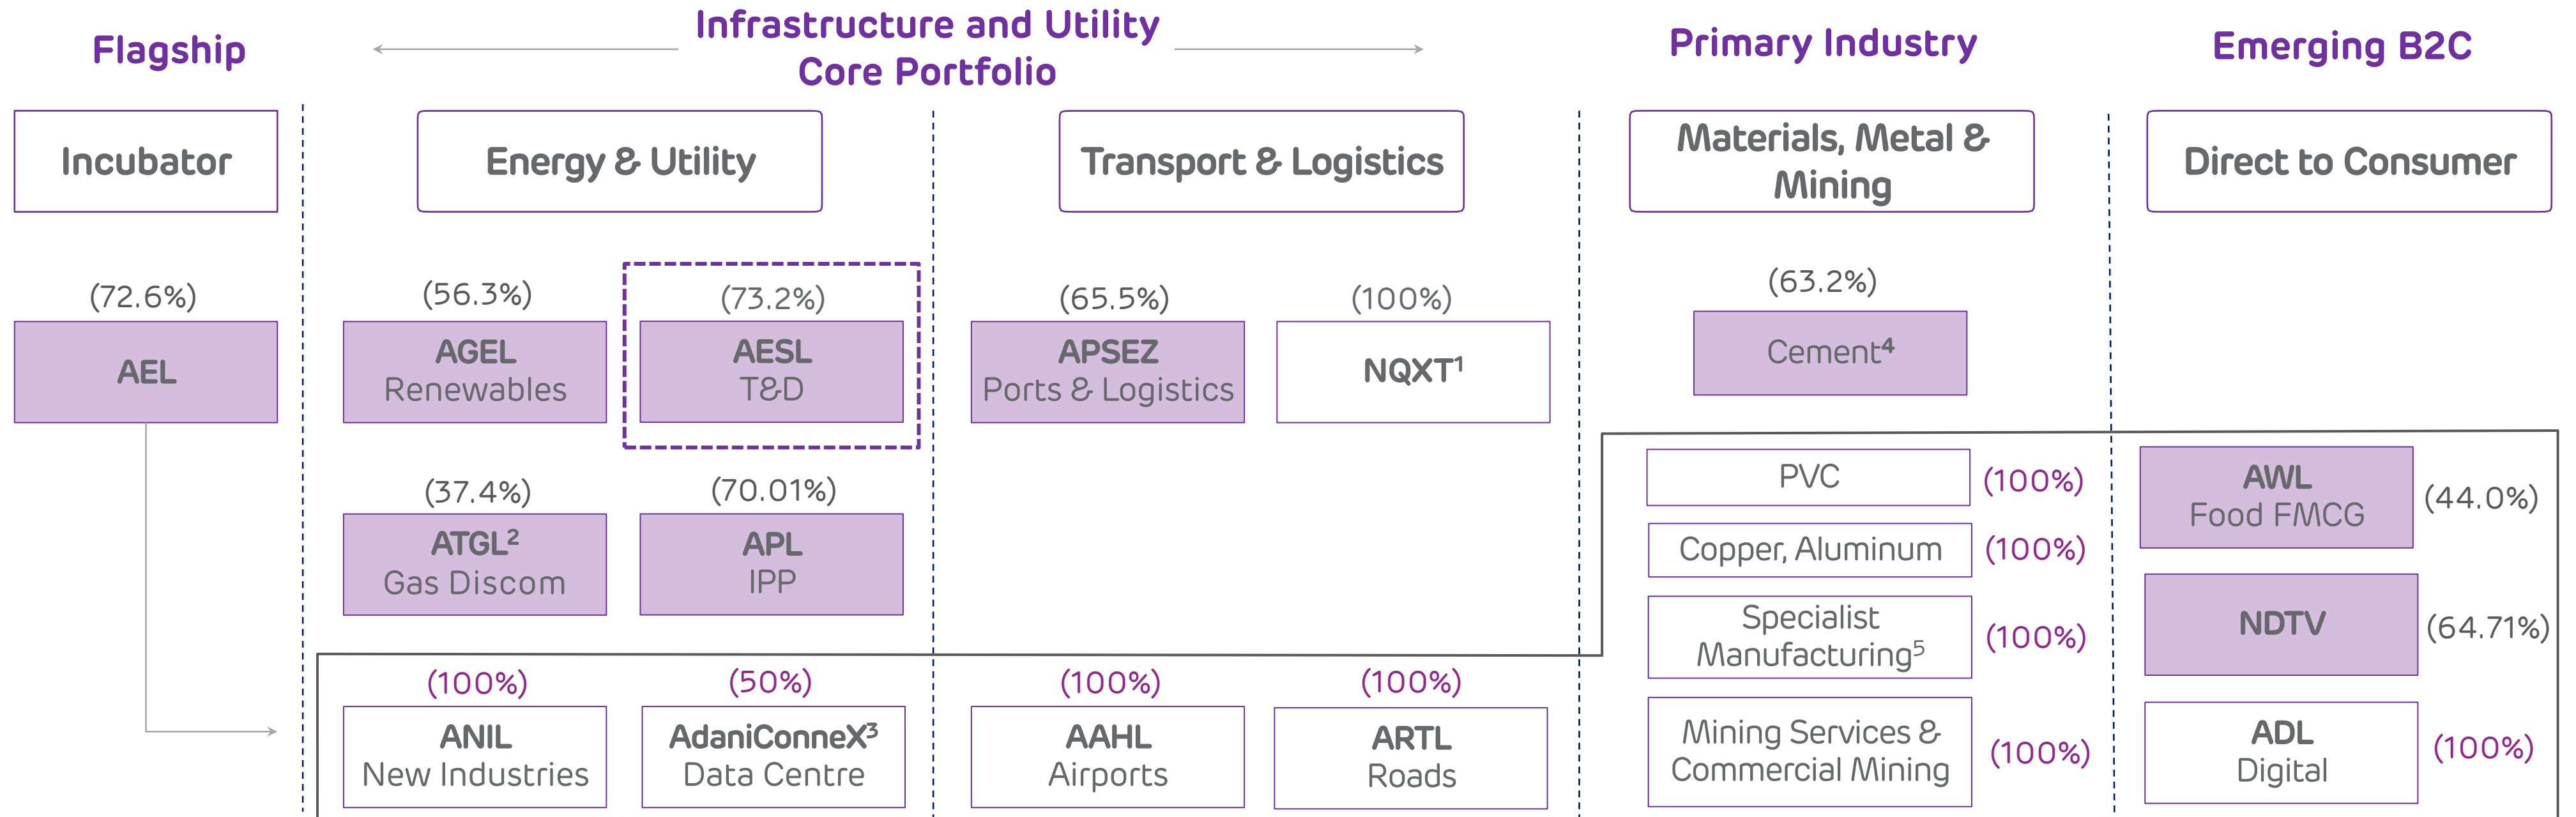 Flagship
Infrastructure and Utility
Core Portfolio
Primary Industry
Emerging B2C
Incubator
Energy & Utility
Transport & Logistics
Materials, Metal &
Mining
Direct to Consumer
(72.6%)
AEL
(56.3%)
AGEL
Renewables
(73.2%)
AESL
T&D
(65.5%)
APSEZ
Ports & Logistics
(100%)
NQXT¹
(63.2%)
Cement⁴
(37.4%)
ATGL²
Gas Discom
(70.01%)
APL
IPP
PVC
(100%)
Copper, Aluminum
(100%)
Specialist
Manufacturing⁵
(100%)
Mining Services &
Commercial Mining
(100%)
AWL
Food FMCG
(44.0%)
NDTV
(64.71%)
ADL
Digital
(100%)
(100%)
ANIL
New Industries
(50%)
AdaniConneX³
Data Centre
(100%)
AAHL
Airports
(100%)
ARTL
Roads